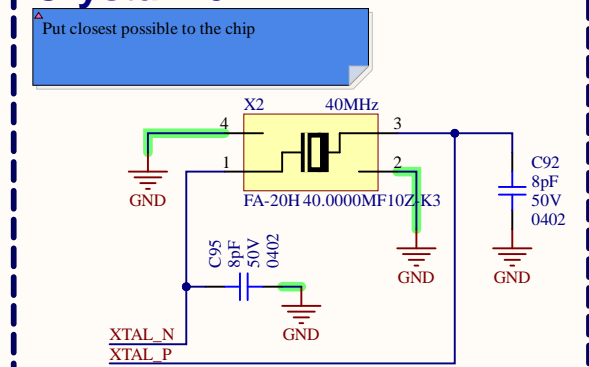 Put closest possible to the chip
X2
40MHz
4
3
1
2
GND
FA-20H 40.0000MF10Z-K3
C92
8pF
50V
0402
C95
8pF
50V
0402
GND
GND
GND
XTAL_N
XTAL_P